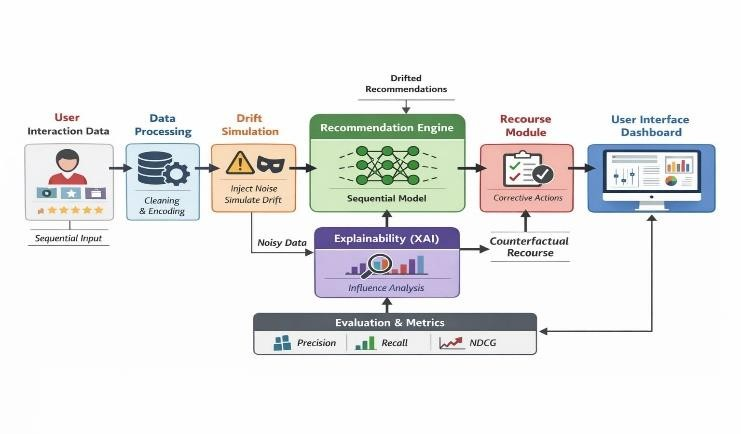 Drifted
Recommendations
User
Interaction Data
Data
Processing
Drift
Simulation
Recommendation Engine
Recourse
Module
User Interface
Dashboard
Cleaning
& Encoding
Inject Noise
Simulate Drift
Sequential Model
Corrective Actions
Sequential Input
Noisy Data
Explainability (XAI)
Influence Analysis
Counterfactual
Recourse
Evaluation & Metrics
Precision
Recall
NDCG